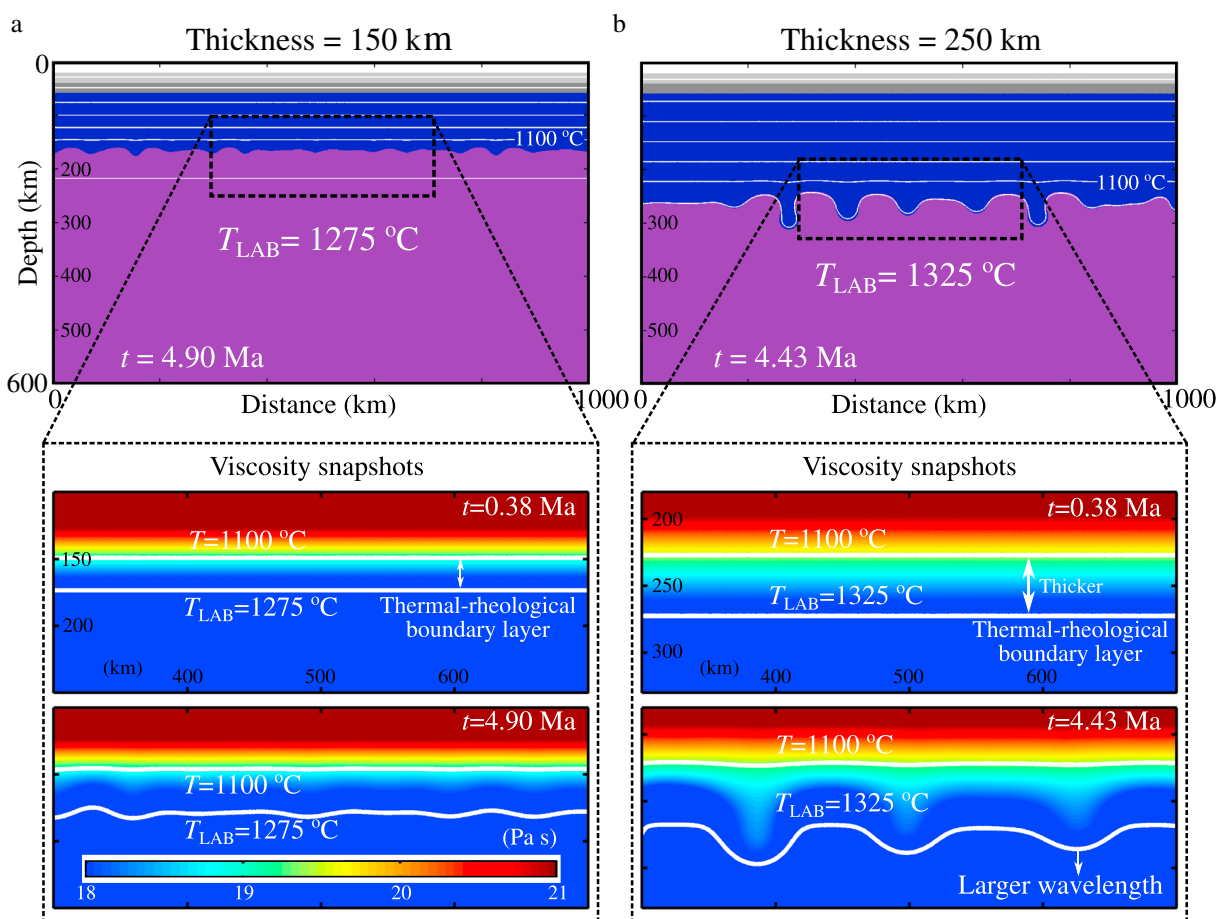 a
Thickness = 150 km
0
200
300
400
500
600
Depth (km)
1100 °C
T_LAB = 1275 °C
t = 4.90 Ma
0
Distance (km)
1000
b
Thickness = 250 km
1100 °C
300
400
500
T_LAB = 1325 °C
t = 4.43 Ma
0
Distance (km)
1000
Viscosity snapshots
t=0.38 Ma
T=1100 °C
150
T_LAB=1275 °C
Thermal-rheological
boundary layer
200
(km)
400
500
600
t=4.90 Ma
T=1100 °C
T_LAB=1275 °C
(Pa s)
18
19
20
21
Viscosity snapshots
t=0.38 Ma
200
T=1100 °C
250
Thicker
T_LAB=1325 °C
Thermal-rheological
boundary layer
300
(km)
400
500
600
t=4.43 Ma
T=1100 °C
T_LAB=1325 °C
Larger wavelength